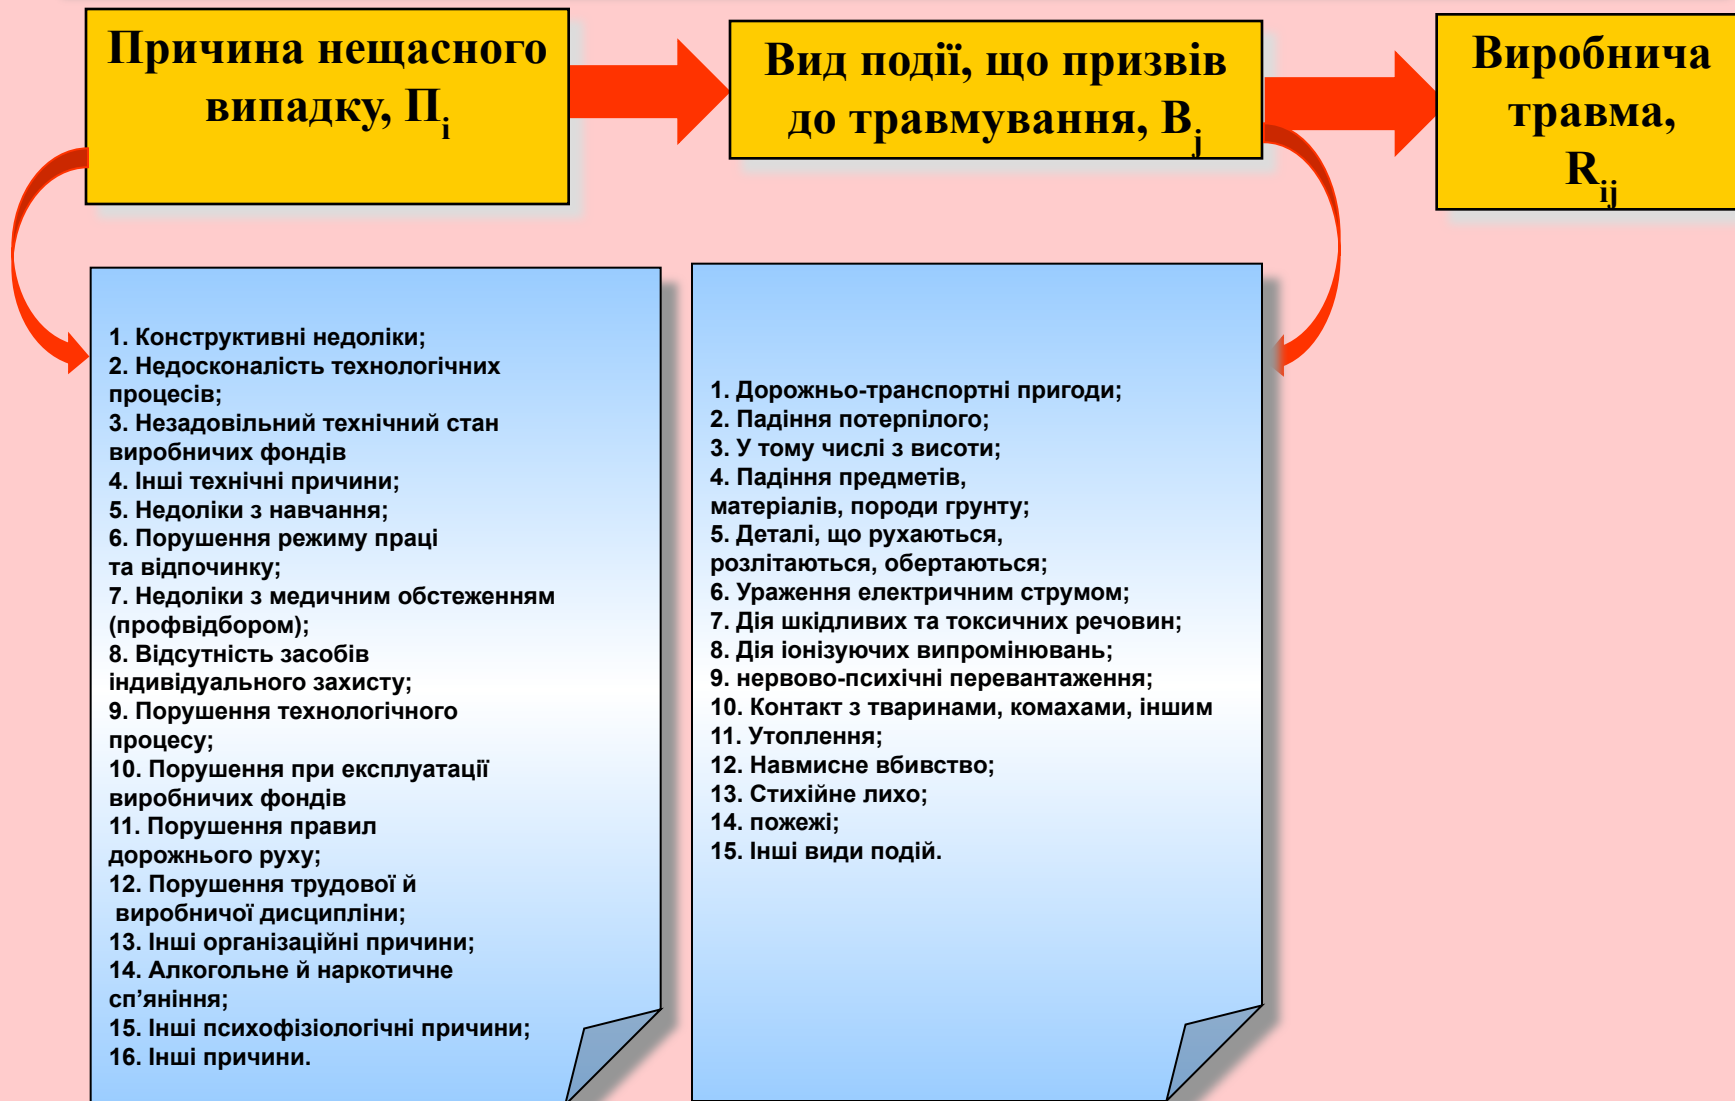 Причина нещасного
випадку, Пi
Вид події, що призвів
до травмування, Вj
Виробнича
травма,
Rij
1. Конструктивні недоліки;
2. Недосконалість технологічних
процесів;
3. Незадовільний технічний стан
виробничих фондів
4. Інші технічні причини;
5. Недоліки з навчання;
6. Порушення режиму праці
та відпочинку;
7. Недоліки з медичним обстеженням
(профвідбором);
8. Відсутність засобів
індивідуального захисту;
9. Порушення технологічного
процесу;
10. Порушення при експлуатації
виробничих фондів
11. Порушення правил
дорожнього руху;
12. Порушення трудової й
виробничої дисципліни;
13. Інші організаційні причини;
14. Алкогольне й наркотичне
сп’яніння;
15. Інші психофізіологічні причини;
16. Інші причини.
1. Дорожньо-транспортні пригоди;
2. Падіння потерпілого;
3. У тому числі з висоти;
4. Падіння предметів,
матеріалів, породи грунту;
5. Деталі, що рухаються,
розлітаються, обертаються;
6. Ураження електричним струмом;
7. Дія шкідливих та токсичних речовин;
8. Дія іонізуючих випромінювань;
9. нервово-психічні перевантаження;
10. Контакт з тваринами, комахами, іншим
11. Утоплення;
12. Навмисне вбивство;
13. Стихійне лихо;
14. пожежі;
15. Інші види подій.